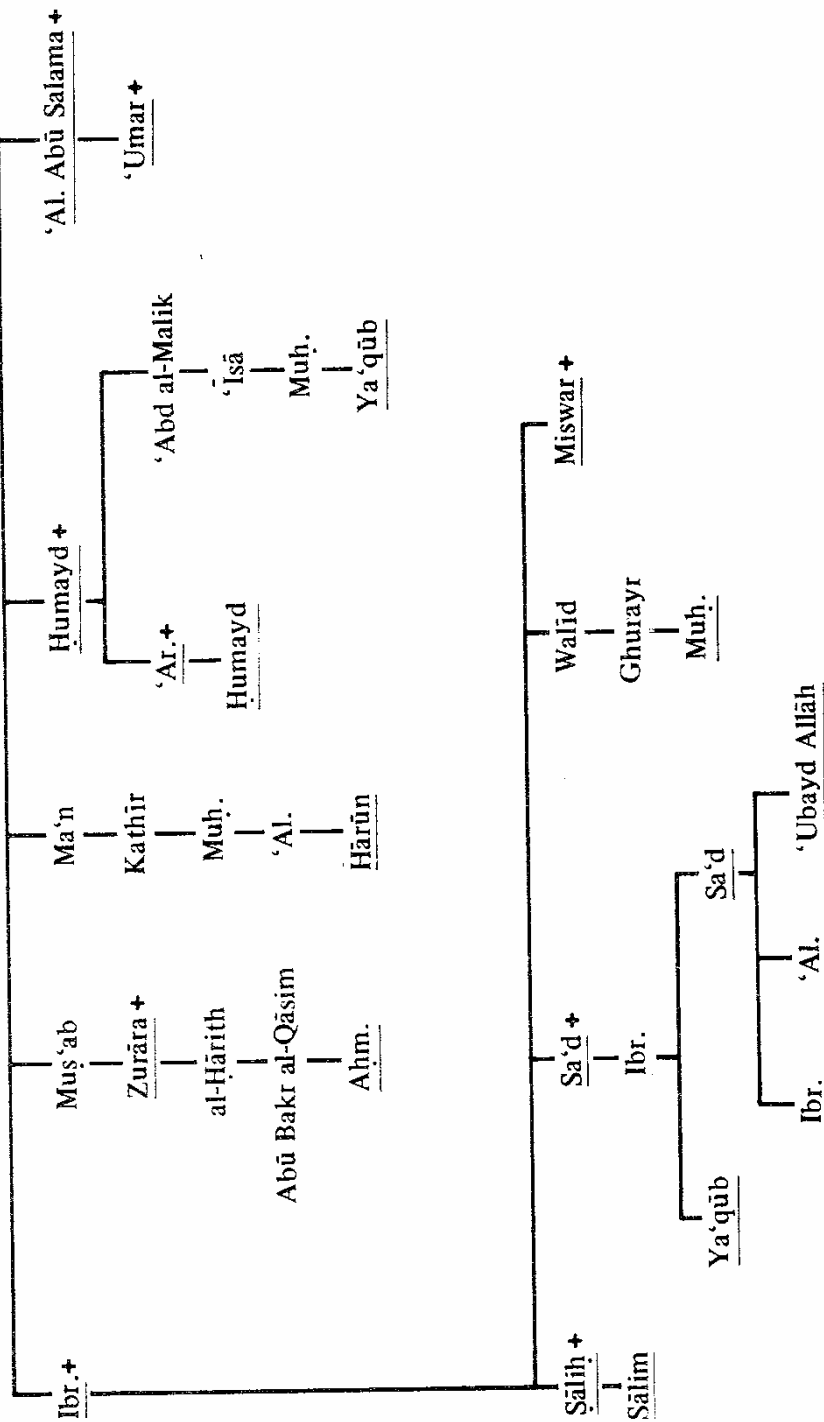 Ibr.+ Muṣ‘ab Ma‘n Ḥumayd+ ‘Al. Abū Salama+
Zurāra+ Kathīr ‘Umar+
‘Ar.+ ‘Abd al-Malik
al-Ḥārith Muḥ. Ḥumayd ‘Īsā
Abū Bakr al-Qāsim ‘Al. Muḥ.
Aḥm. Hārūn Ya‘qūb
Ṣāliḥ+ Sa‘d+ Walīd Miswar+
Sālim Ibr. Ghurayr
Muḥ.
Ya‘qūb Sa‘d
Ibr. ‘Al. ‘Ubayd Allāh